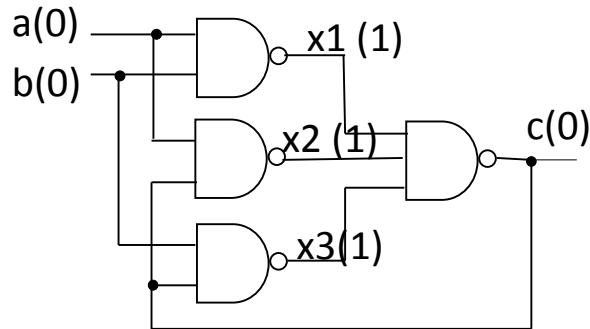 a(0)
x1 (1)
b(0)
c(0)
x2 (1)
x3(1)